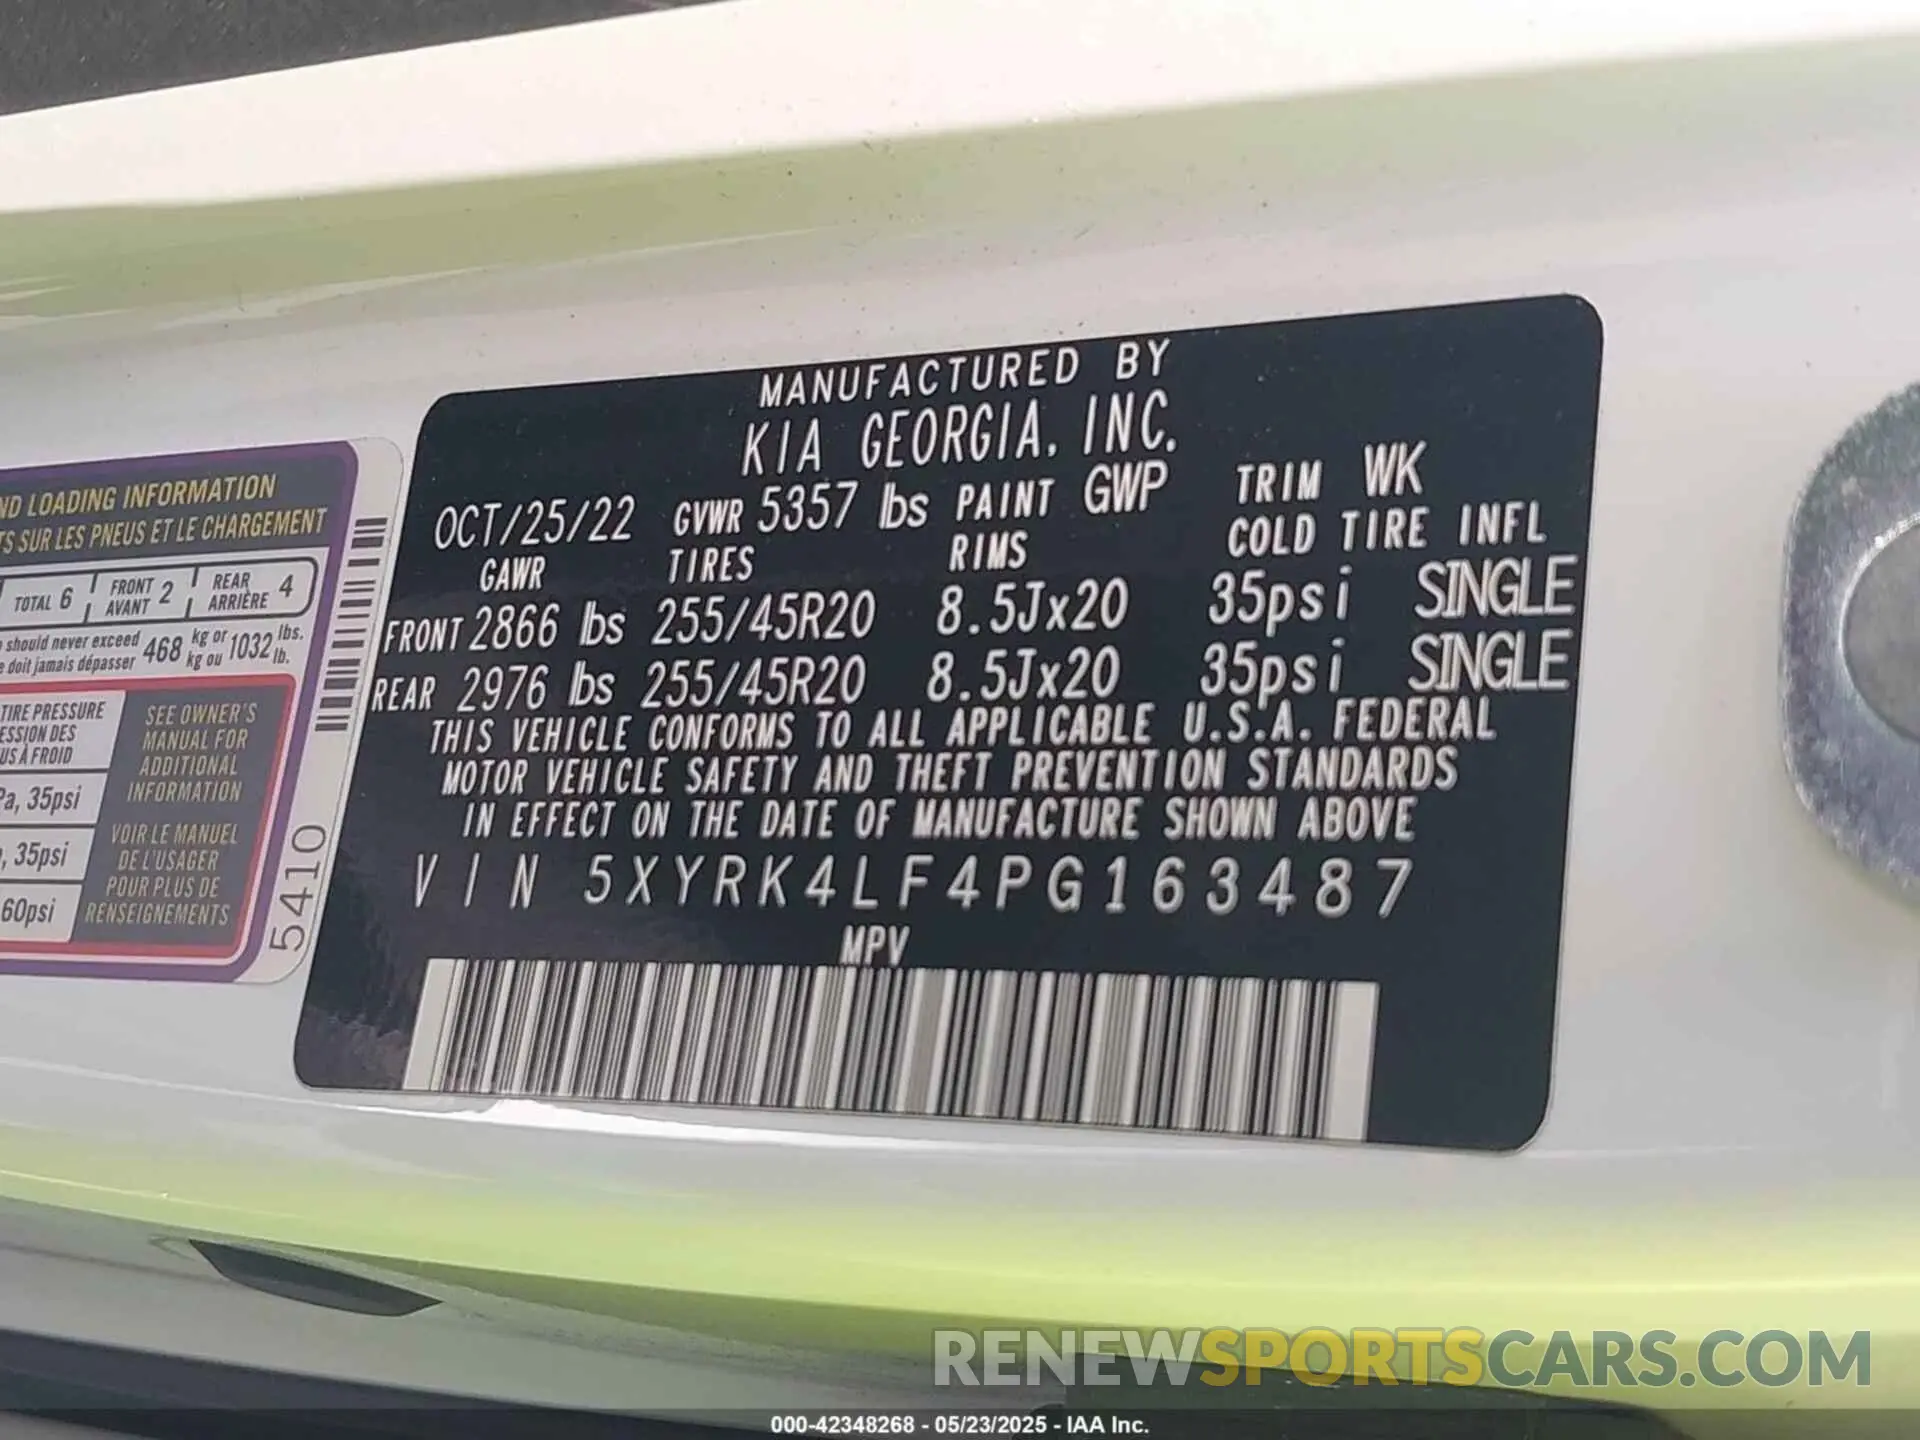 MANUFACTURED BY
KIA GEORGIA, INC.
OCT/25/22 GVWR 5357 lbs PAINT GWP TRIM WK
GAWR TIRES RIMS COLD TIRE INFL
FRONT 2866 lbs 255/45R20 8.5Jx20 35psi SINGLE
REAR 2976 lbs 255/45R20 8.5Jx20 35psi SINGLE
THIS VEHICLE CONFORMS TO ALL APPLICABLE U.S.A. FEDERAL
MOTOR VEHICLE SAFETY AND THEFT PREVENTION STANDARDS
IN EFFECT ON THE DATE OF MANUFACTURE SHOWN ABOVE
VIN 5XYRK4LF4PG163487
MPV
LOADING INFORMATION
SUR LES PNEUS ET LE CHARGEMENT
TOTAL 6 FRONT 2 REAR 4
AVANT ARRIÈRE
should never exceed 468 kg or 1032 lbs.
doit jamais dépasser kg ou lb.
TIRE PRESSURE
DES
À FROID
35psi
35psi
60psi
SEE OWNER'S
MANUAL FOR
ADDITIONAL
INFORMATION
VOIR LE MANUEL
DE L'USAGER
POUR PLUS DE
RENSEIGNEMENTS
5410
RENEWSPORTSCARS.COM
000-42348268 - 05/23/2025 - IAA Inc.